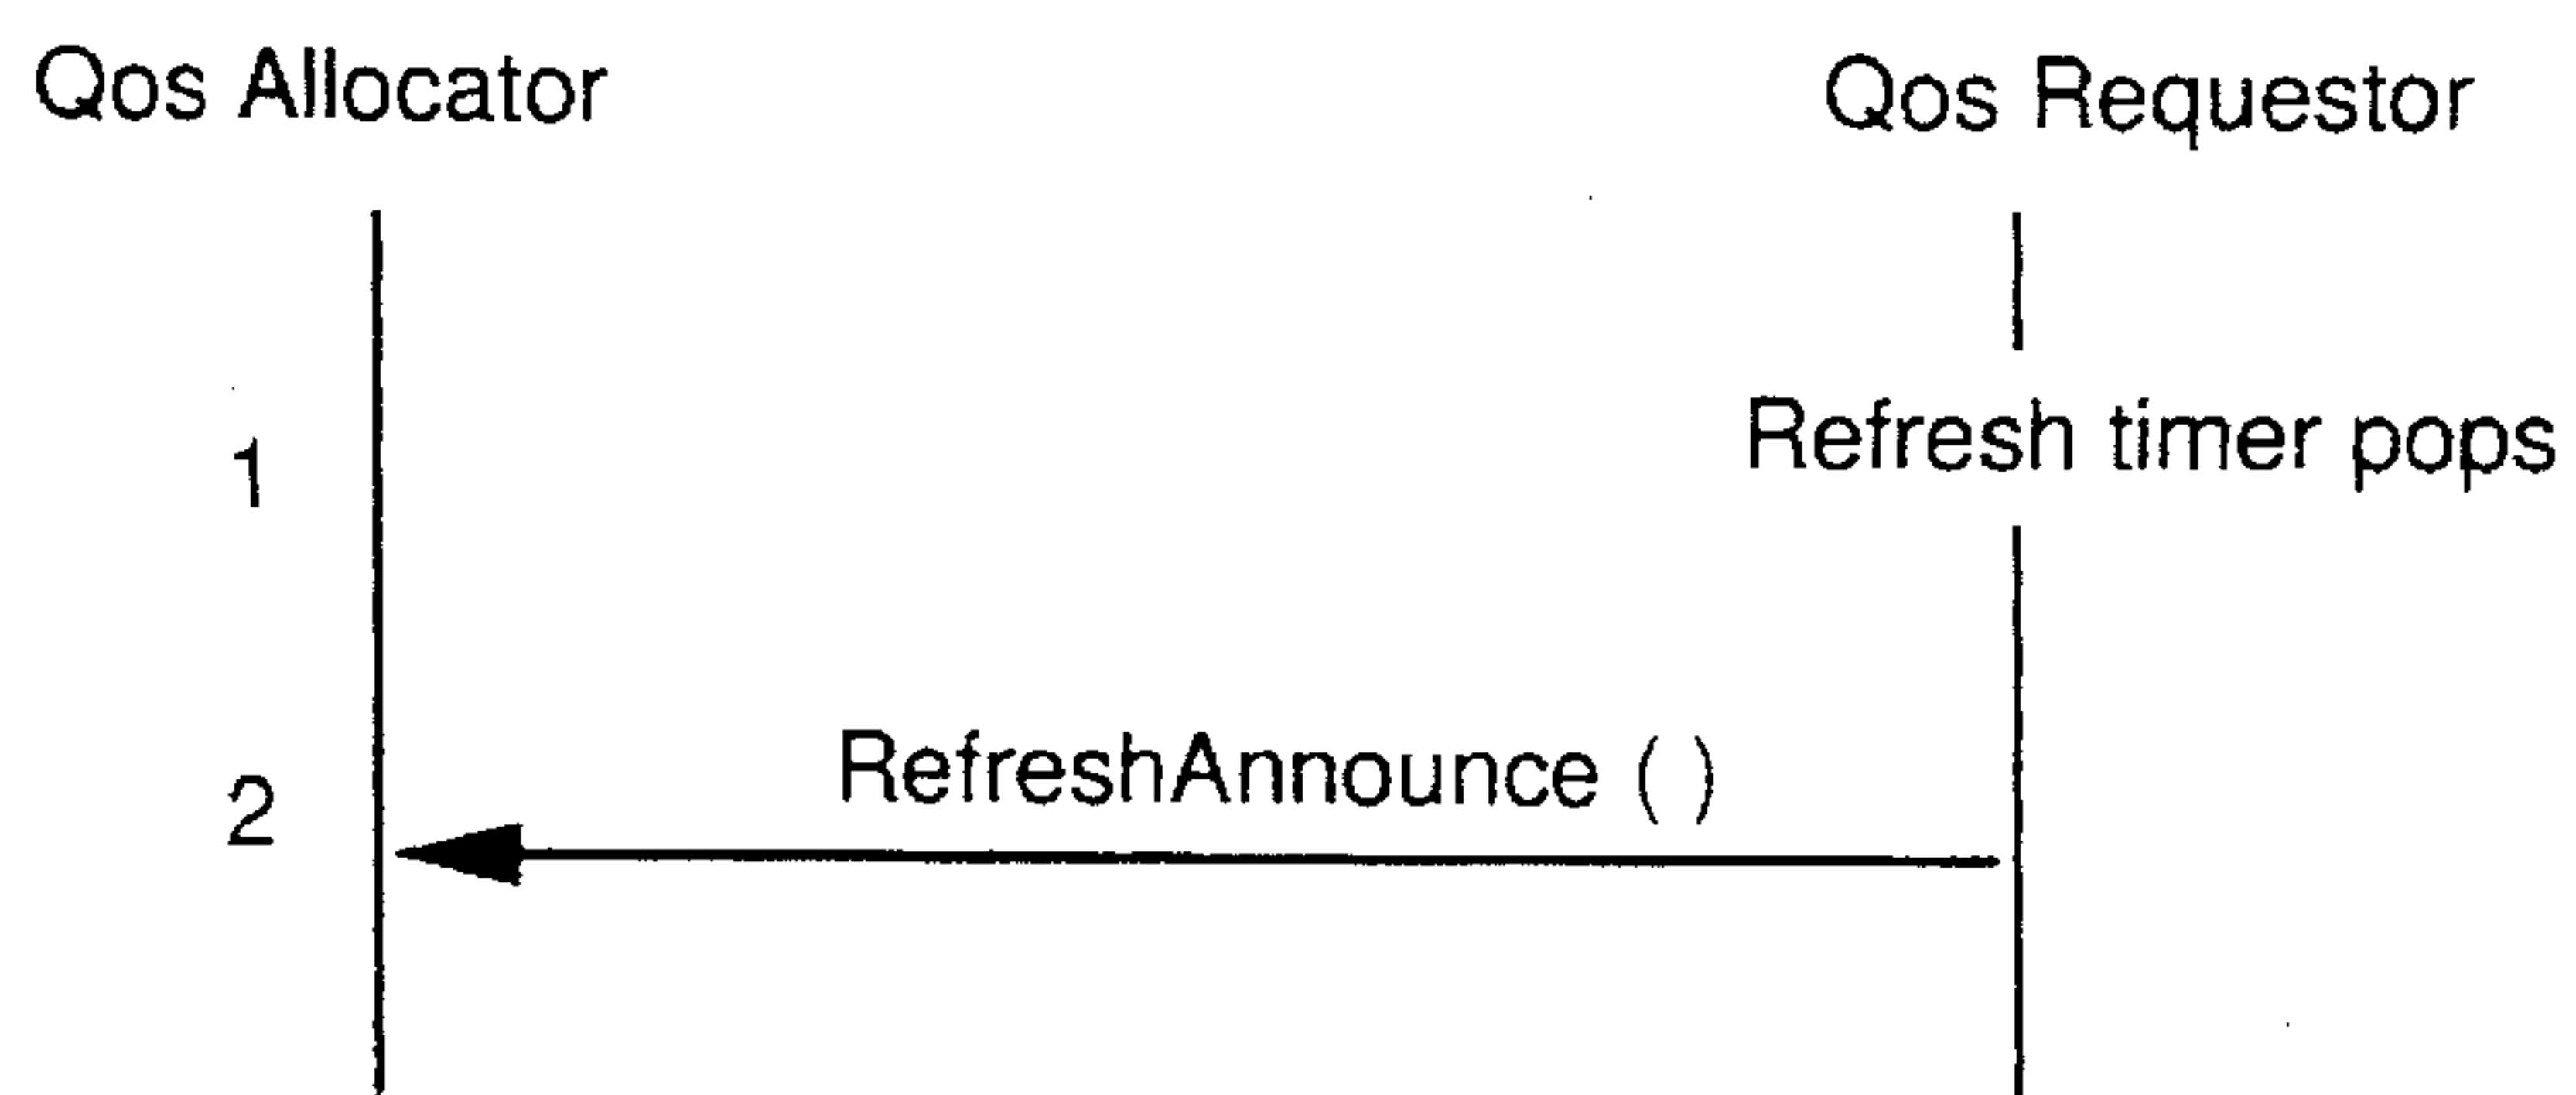 Qos Allocator
Qos Requestor
1
Refresh timer pops
2
RefreshAnnounce ( )